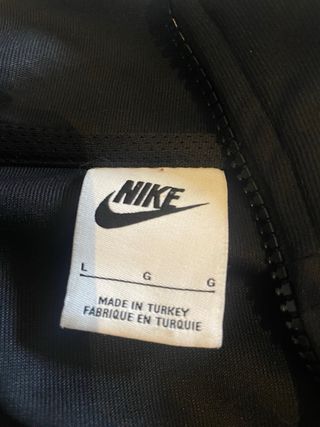 NIKE
L G G
MADE IN TURKEY
FABRIQUE EN TURQUIE